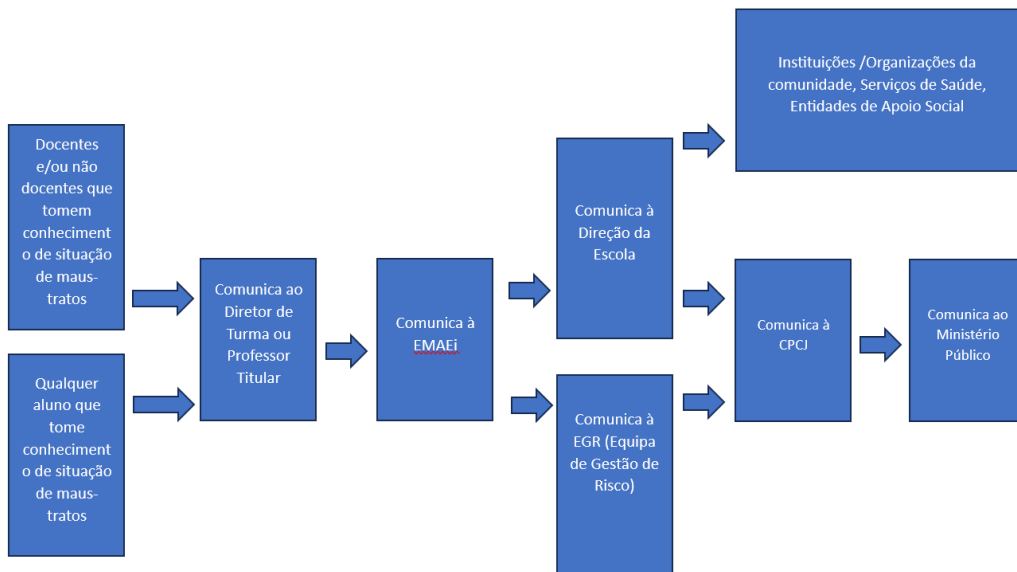 Docentes
e/ou não
docentes que
tomem
conheciment
o de situação
de maus-
tratos
Qualquer
aluno que
tome
conheciment
o de situação
de maus-
tratos
Comunica ao
Diretor de
Turma ou
Professor
Titular
Comunica à
EMAEi
Comunica à
Direção da
Escola
Comunica à
EGR (Equipa
de Gestão de
Risco)
Instituições /Organizações da
comunidade, Serviços de Saúde,
Entidades de Apoio Social
Comunica à
CPCJ
Comunica ao
Ministério
Público